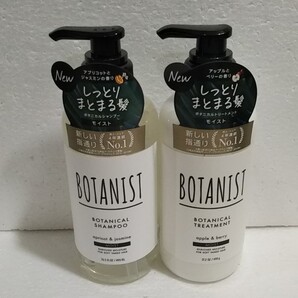 New
アプリコットと
ジャスミンの香り
しっとり
まとまる髪
ボタニカルシャンプー
モイスト
新しい
指通り
No.1
BOTANIST
BOTANICAL
SHAMPOO
apricot & jasmine
New
アップルと
ベリーの香り
しっとり
まとまる髪
ボタニカルトリートメント
モイスト
新しい
指通り
No.1
BOTANIST
BOTANICAL
TREATMENT
apple & berry